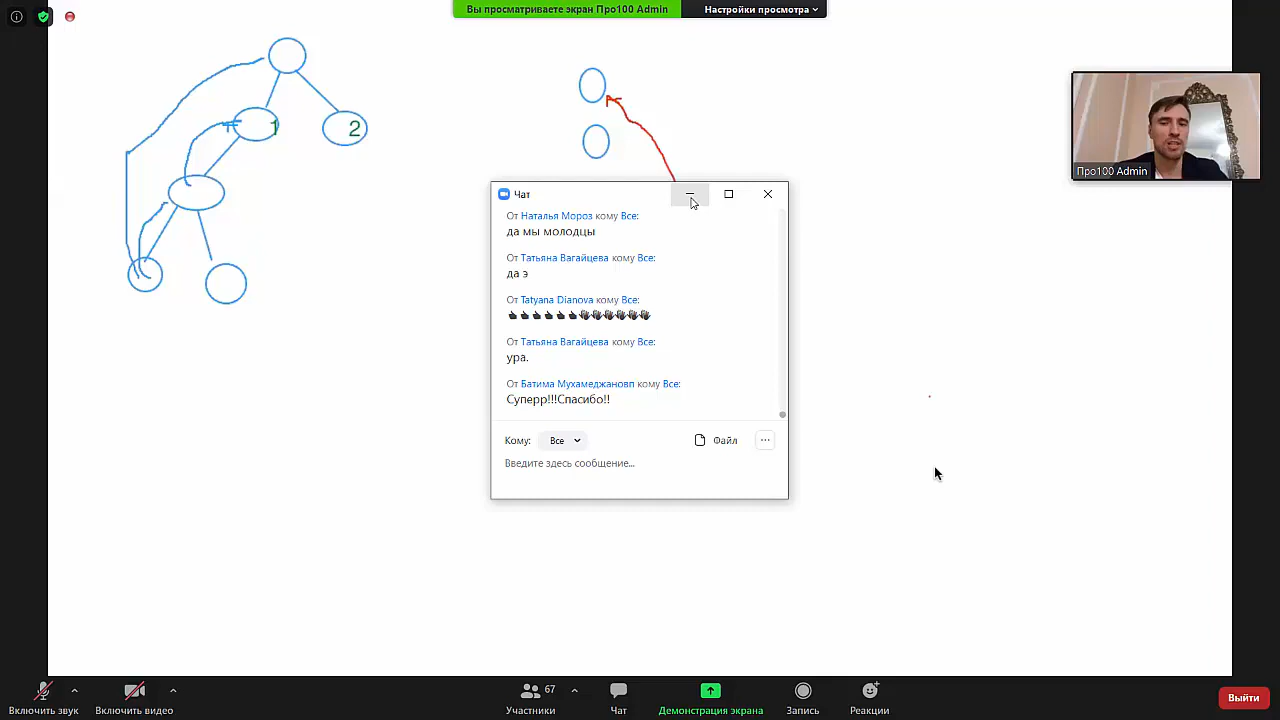 Вы просматриваете экран Про100 Admin
Настройки просмотра
1
2
Про100 Admin
Чат
От Наталья Мороз кому Все:
да мы молодцы
От Татьяна Вагайцева кому Все:
да э
От Tatyana Dianova кому Все:
От Татьяна Вагайцева кому Все:
ура.
От Батима Мухамеджановп кому Все:
Суперр!!!Спасибо!!
Кому: Все Файл
Введите здесь сообщение...
Включить звук
Включить видео
67
Участники
Чат
Демонстрация экрана
Запись
Реакции
Выйти